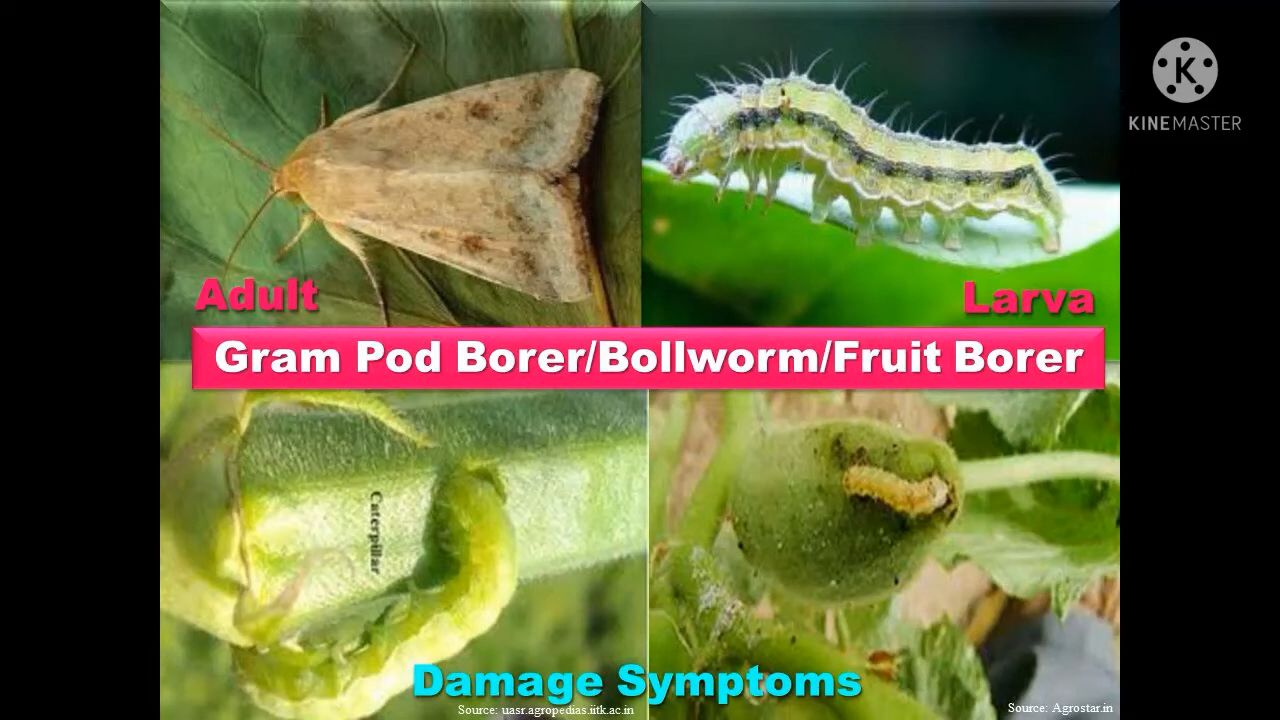 KINEMASTER
Adult
Larva
Gram Pod Borer/Bollworm/Fruit Borer
Caterpillar
Damage Symptoms
Source: uasr.agropedias.iitk.ac.in
Source: Agrostar.in